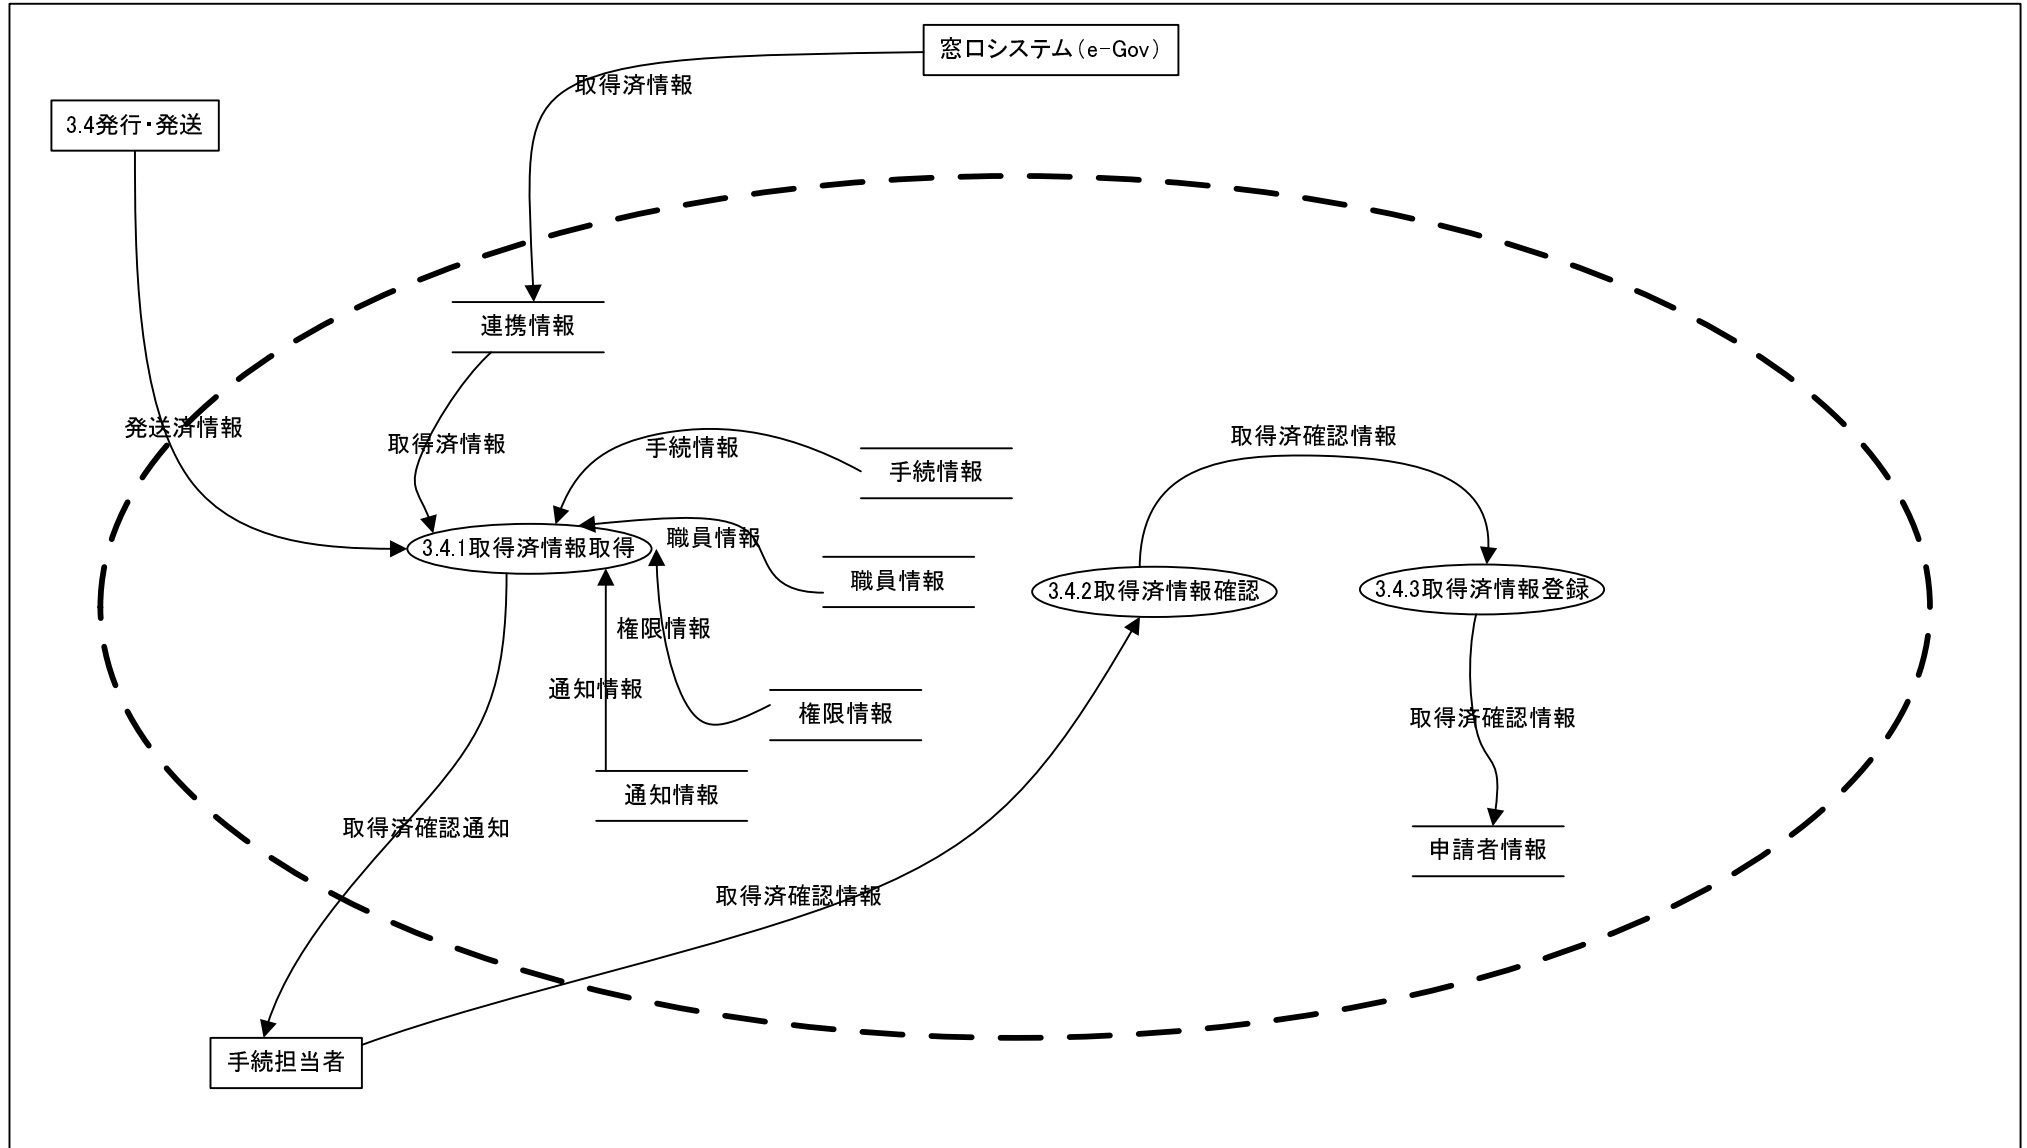 窓口システム(e-Gov)
取得済情報
3.4発行・発送
連携情報
発送済情報
取得済情報
手続情報
手続情報
取得済確認情報
職員情報
3.4.1取得済情報取得
職員情報
3.4.2取得済情報確認
3.4.3取得済情報登録
権限情報
通知情報
権限情報
取得済確認情報
通知情報
取得済確認通知
申請者情報
取得済確認情報
手続担当者